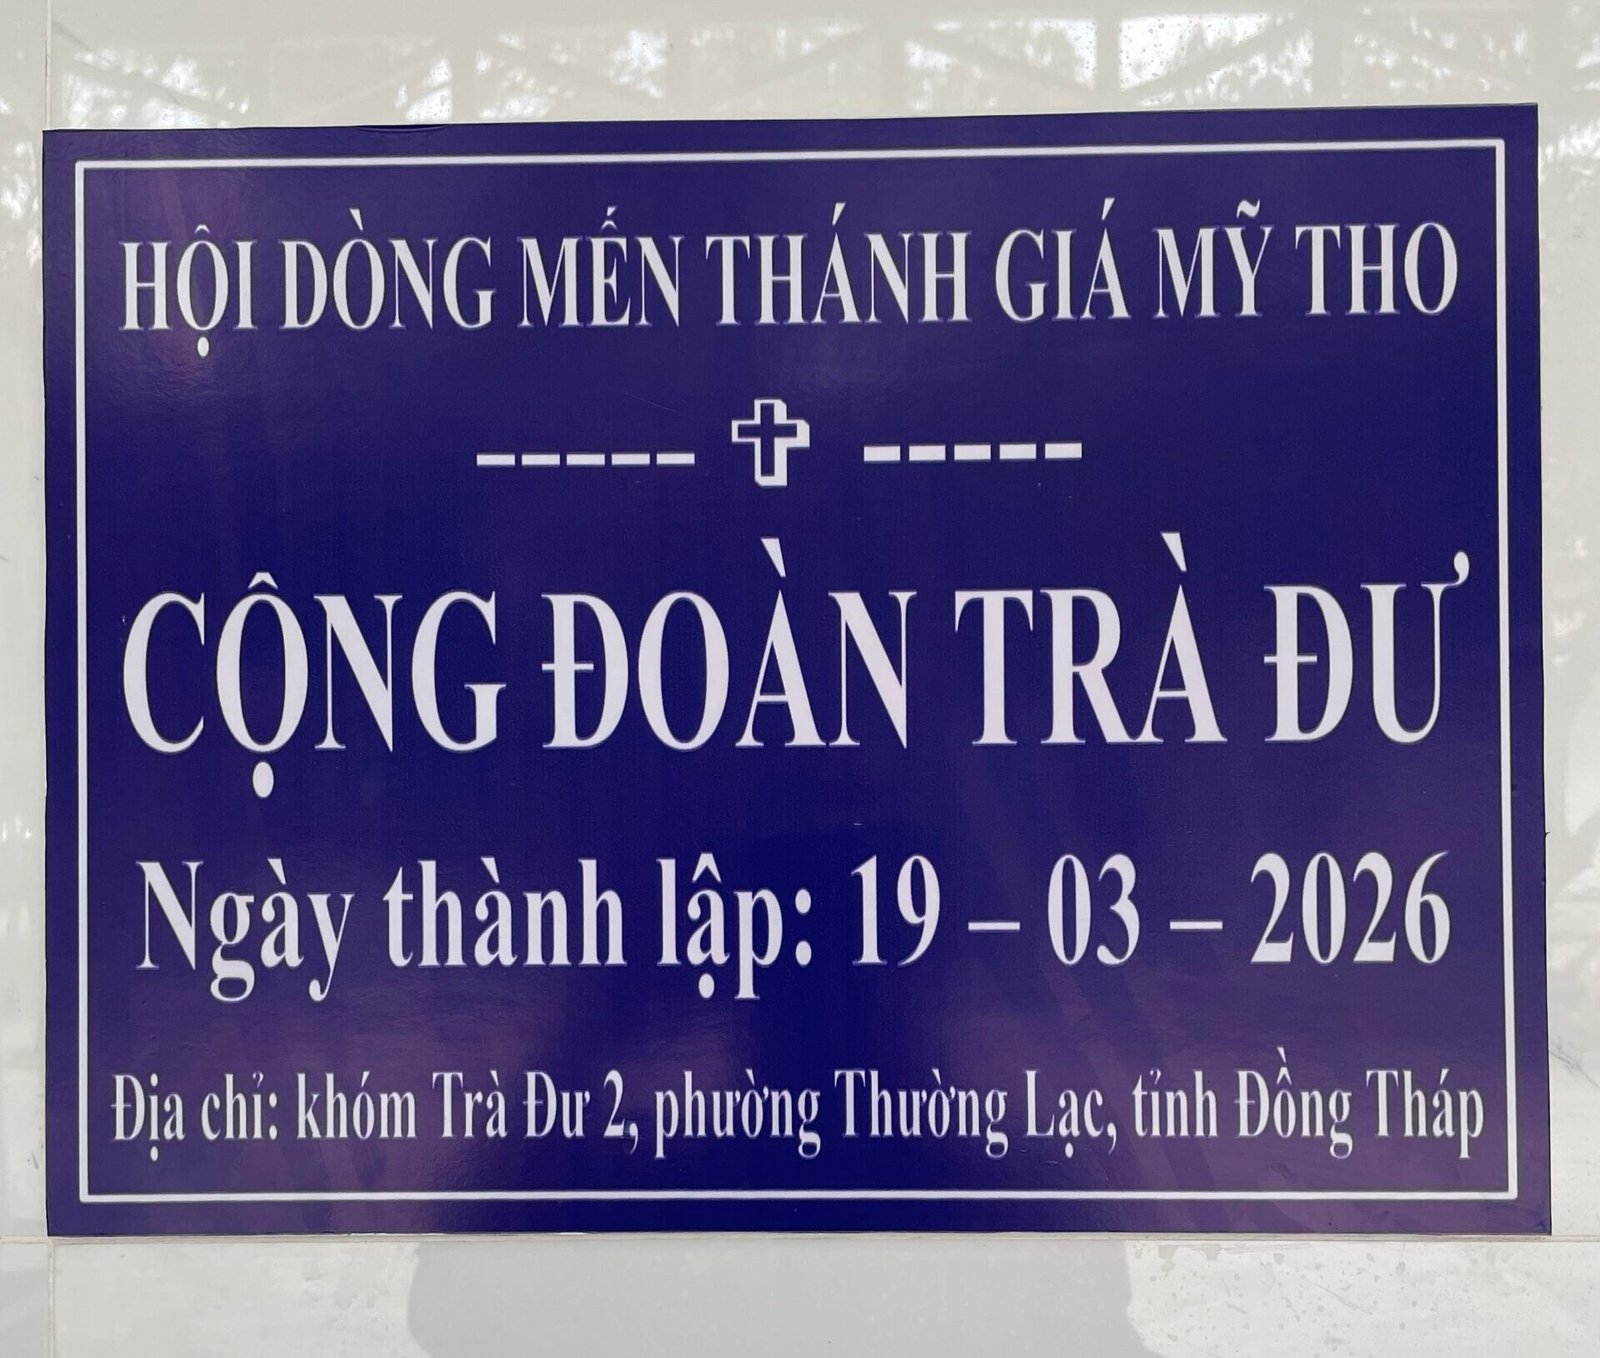 HỘI DÒNG MẾN THÁNH GIÁ MỸ THO
----- ✞ -----
CỘNG ĐOÀN TRÀ ĐƯ
Ngày thành lập: 19 – 03 – 2026
Địa chỉ: khóm Trà Đư 2, phường Thường Lạc, tỉnh Đồng Tháp